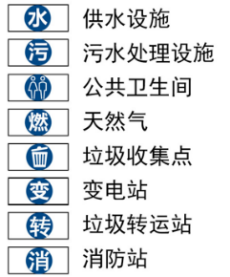 水 供水设施
污 污水处理设施
公共卫生间
燃 天然气
垃圾收集点
变 变电站
转 垃圾转运站
消 消防站